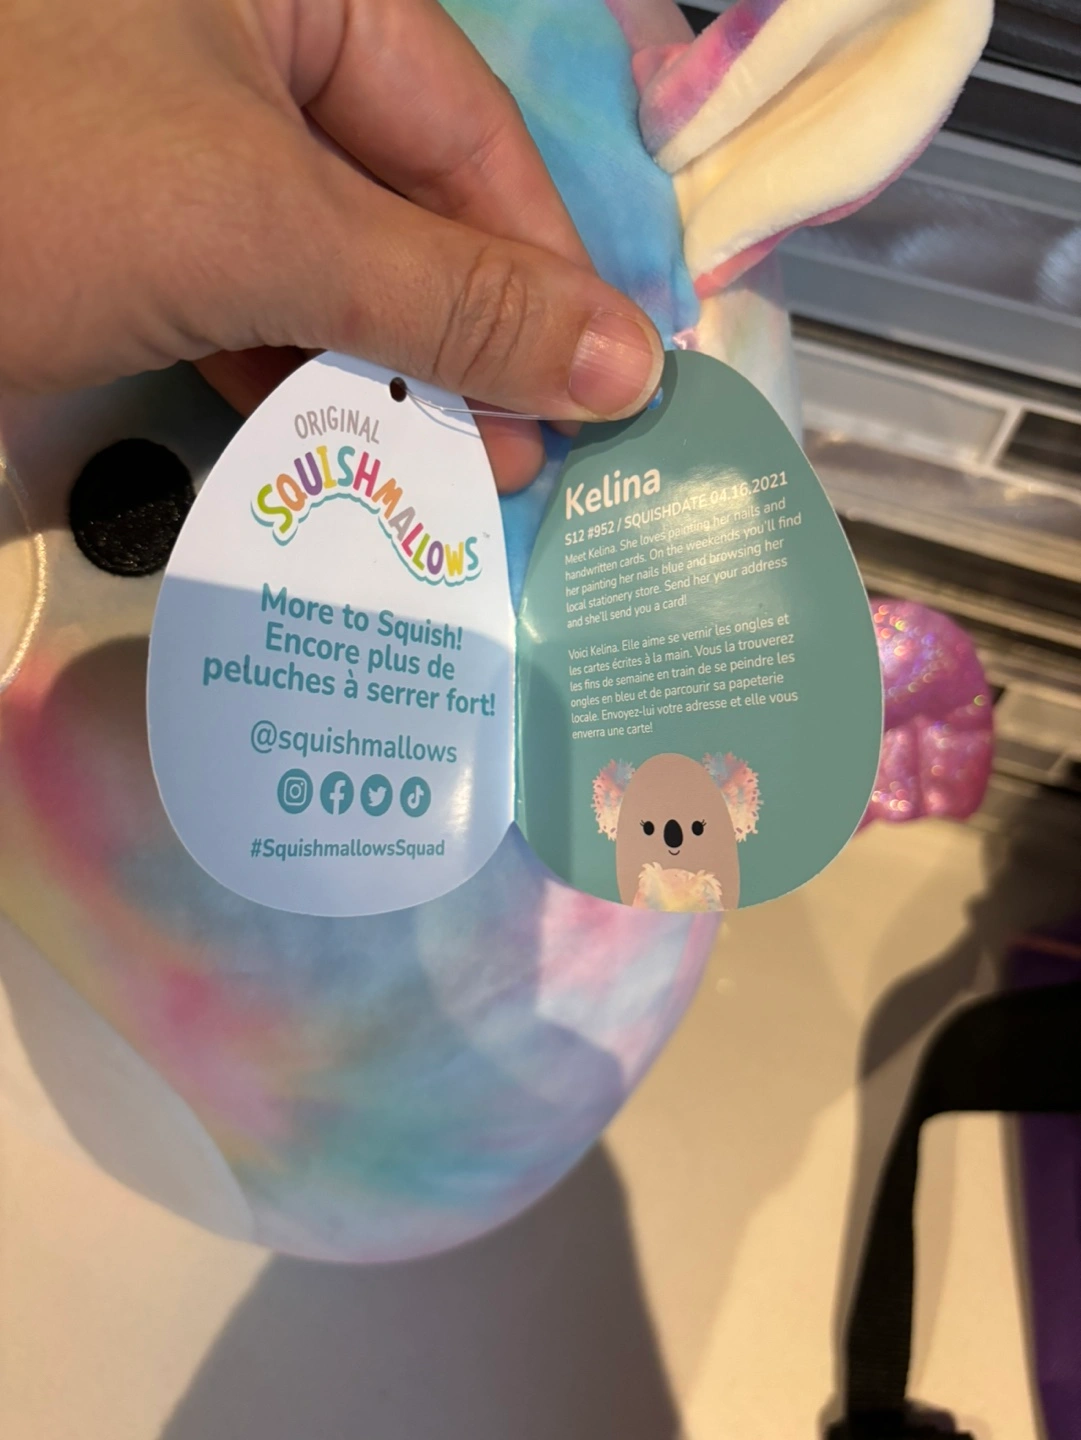 ORIGINAL
SQUISHMALLOWS™
More to Squish!
Encore plus de
peluches à serrer fort!
@squishmallows
#SquishmallowsSquad
Kelina
S12 #952 / SQUISHDATE 04.16.2021
Meet Kelina. She loves painting her nails and
handwritten cards. On the weekends you'll find
her painting her nails blue and browsing her
local stationery store. Send her your address
and she'll send you a card!
Voici Kelina. Elle aime se vernir les ongles et
les cartes écrites à la main. Vous la trouverez
les fins de semaine en train de se peindre les
ongles en bleu et de parcourir sa papeterie
locale. Envoyez-lui votre adresse et elle vous
enverra une carte!